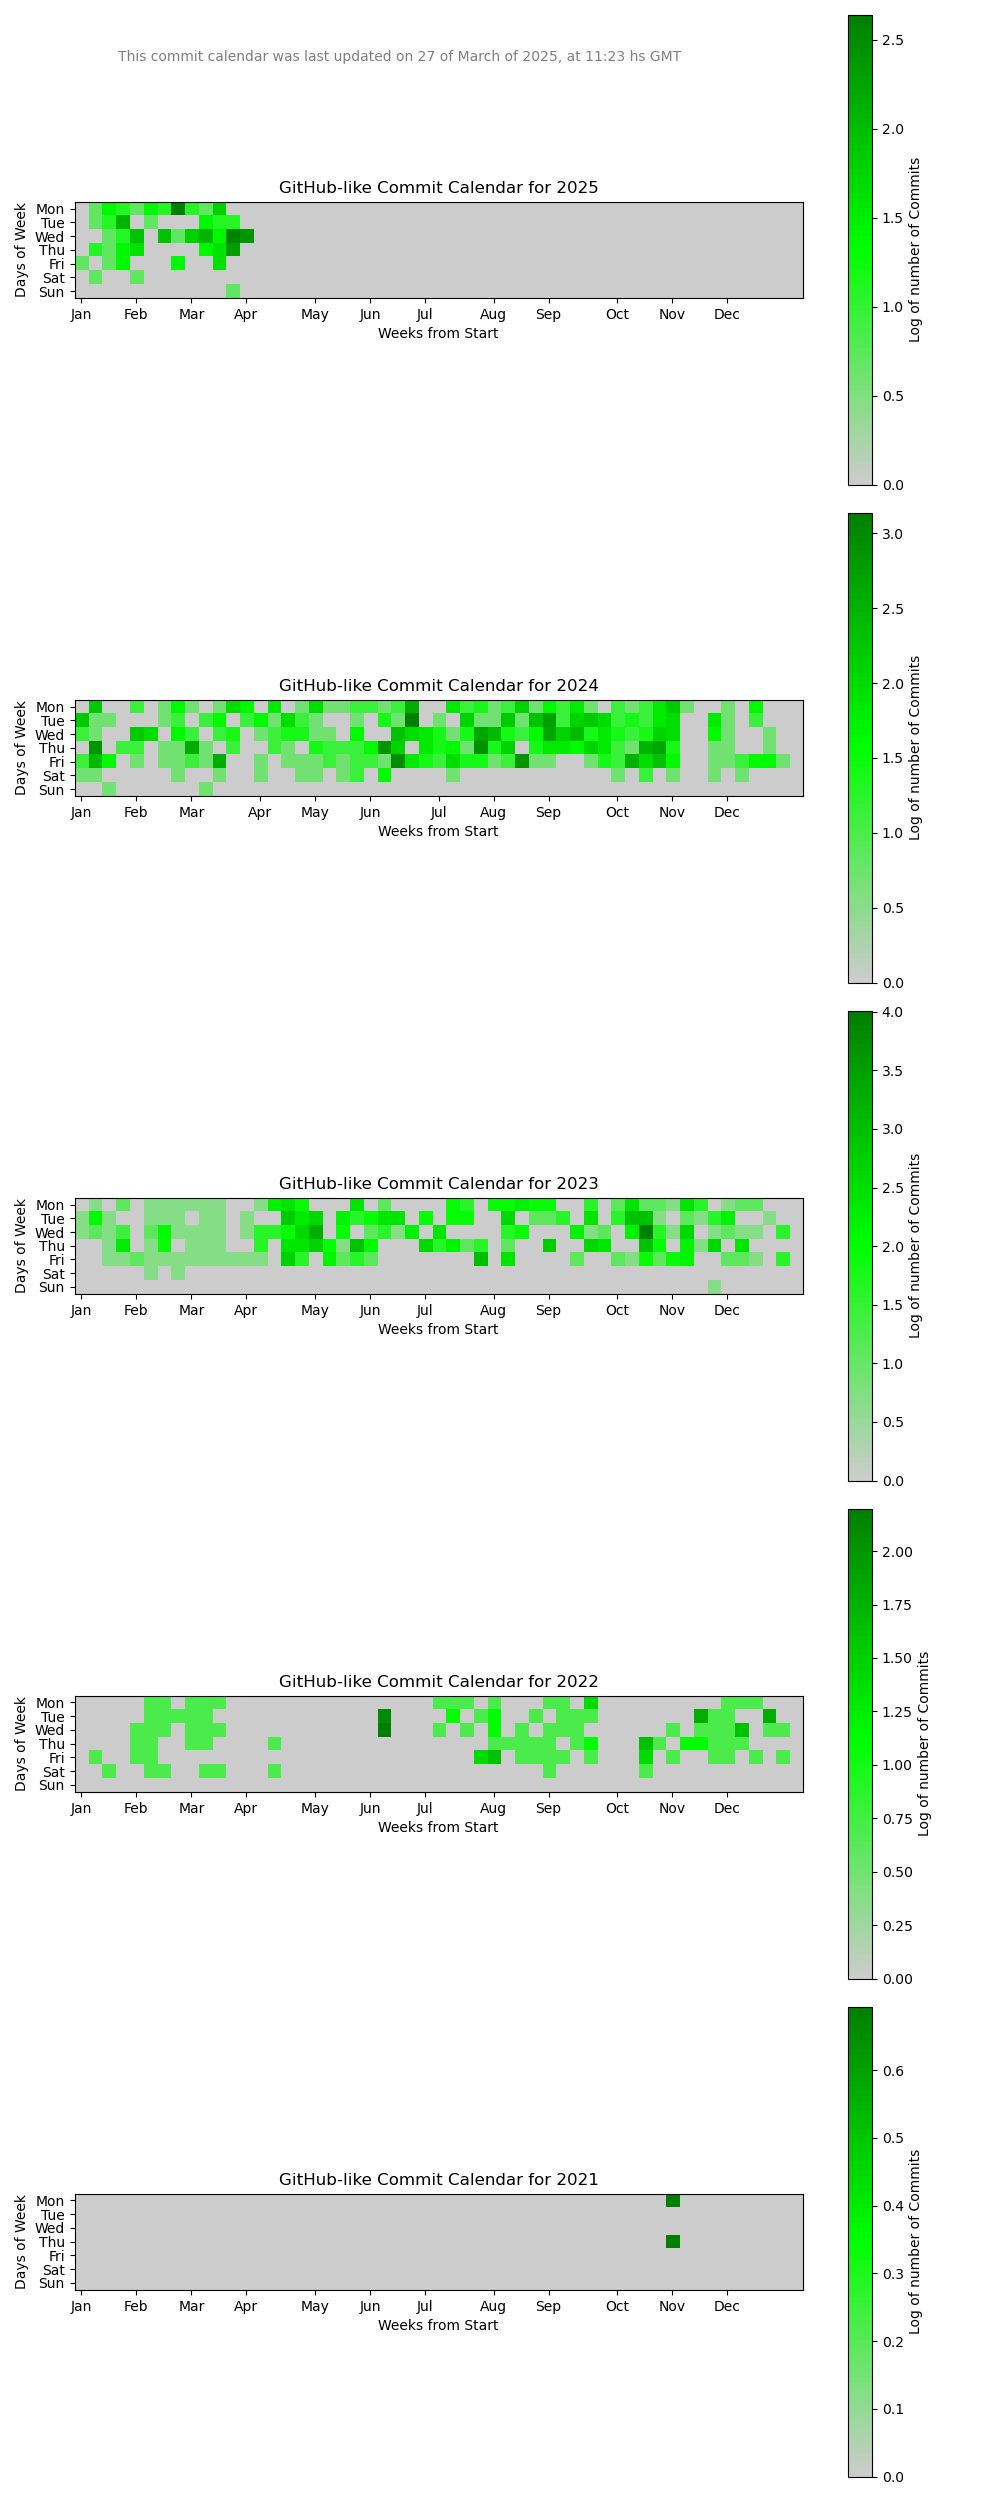 This commit calendar was last updated on 27 of March of 2025, at 11:23 hs GMT
GitHub-like Commit Calendar for 2025
Days of Week
Mon
Tue
Wed
Thu
Fri
Sat
Sun
Jan Feb Mar Apr May Jun Jul Aug Sep Oct Nov Dec
Weeks from Start
2.5
2.0
1.5
1.0
0.5
0.0
Log of number of Commits
GitHub-like Commit Calendar for 2024
Days of Week
Mon
Tue
Wed
Thu
Fri
Sat
Sun
Jan Feb Mar Apr May Jun Jul Aug Sep Oct Nov Dec
Weeks from Start
3.0
2.5
2.0
1.5
1.0
0.5
0.0
Log of number of Commits
GitHub-like Commit Calendar for 2023
Days of Week
Mon
Tue
Wed
Thu
Fri
Sat
Sun
Jan Feb Mar Apr May Jun Jul Aug Sep Oct Nov Dec
Weeks from Start
4.0
3.5
3.0
2.5
2.0
1.5
1.0
0.5
0.0
Log of number of Commits
GitHub-like Commit Calendar for 2022
Days of Week
Mon
Tue
Wed
Thu
Fri
Sat
Sun
Jan Feb Mar Apr May Jun Jul Aug Sep Oct Nov Dec
Weeks from Start
2.00
1.75
1.50
1.25
1.00
0.75
0.50
0.25
0.00
Log of number of Commits
GitHub-like Commit Calendar for 2021
Days of Week
Mon
Tue
Wed
Thu
Fri
Sat
Sun
Jan Feb Mar Apr May Jun Jul Aug Sep Oct Nov Dec
Weeks from Start
0.6
0.5
0.4
0.3
0.2
0.1
0.0
Log of number of Commits